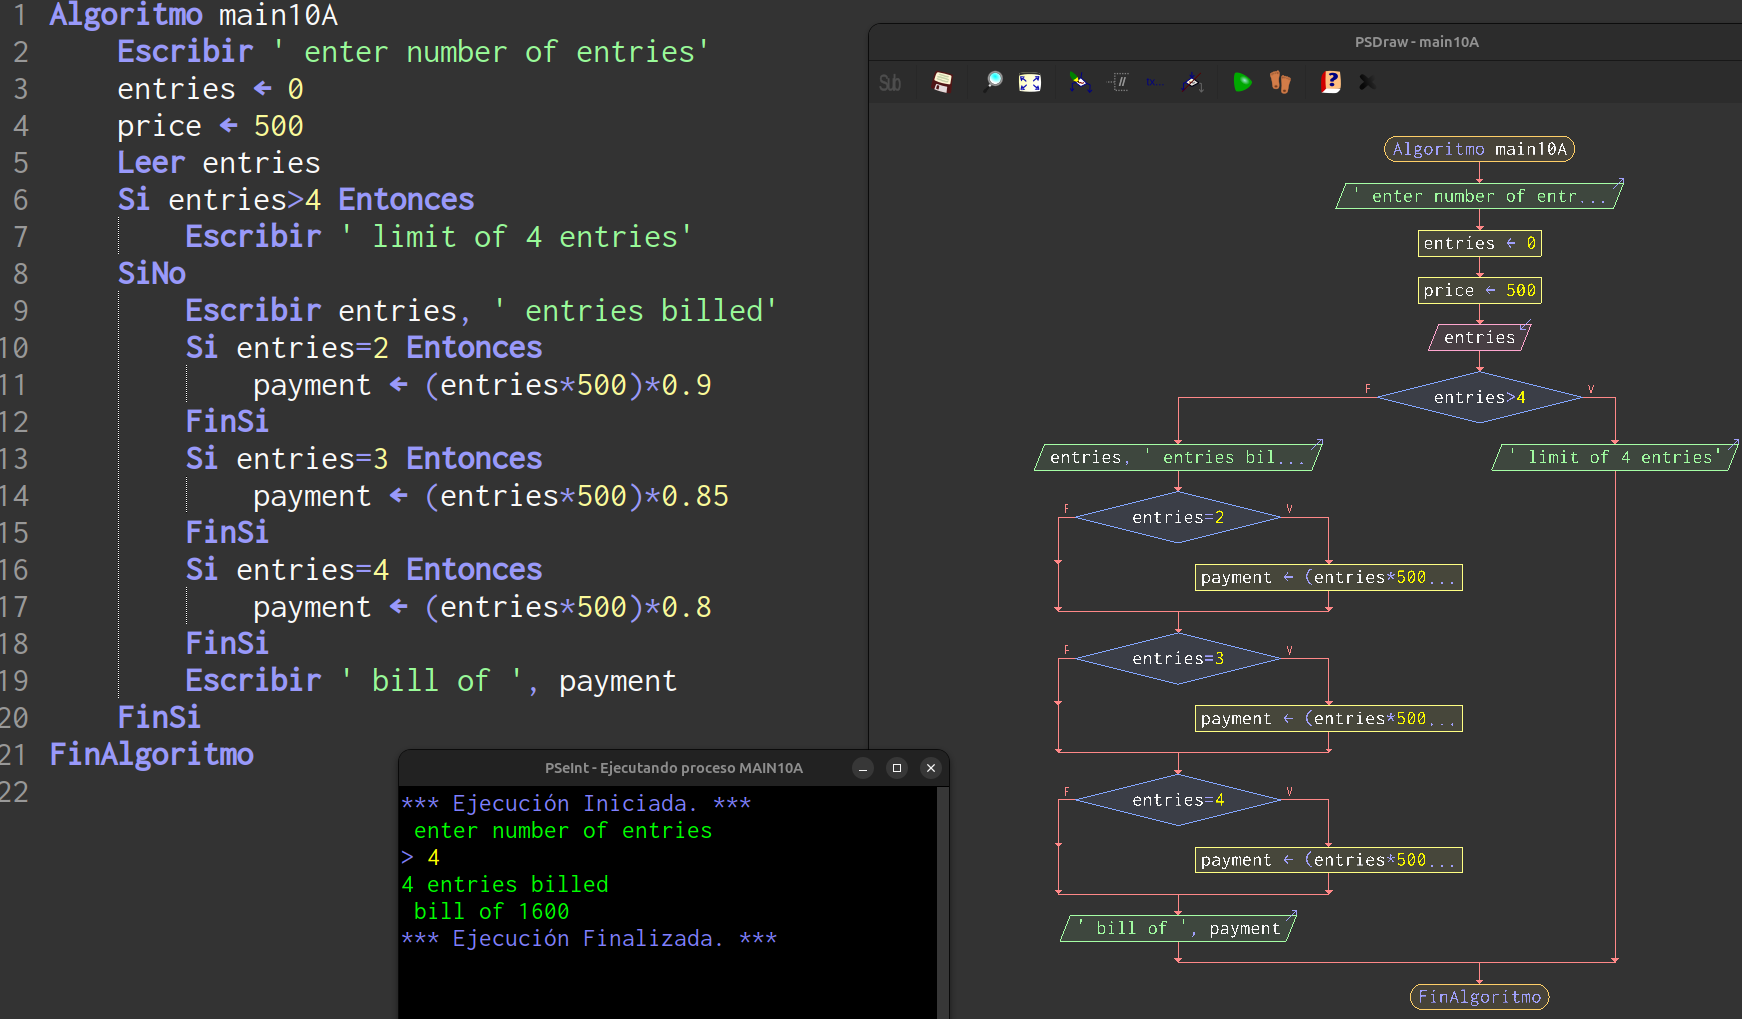 1 Algoritmo main10A
2 Escribir ' enter number of entries'
3 entries ← 0
4 price ← 500
5 Leer entries
6 Si entries>4 Entonces
7 Escribir ' limit of 4 entries'
8 SiNo
9 Escribir entries, ' entries billed'
10 Si entries=2 Entonces
11 payment ← (entries*500)*0.9
12 FinSi
13 Si entries=3 Entonces
14 payment ← (entries*500)*0.85
15 FinSi
16 Si entries=4 Entonces
17 payment ← (entries*500)*0.8
18 FinSi
19 Escribir ' bill of ', payment
20 FinSi
21 FinAlgoritmo
22
PSeInt - Ejecutando proceso MAIN10A
*** Ejecución Iniciada. ***
enter number of entries
> 4
4 entries billed
bill of 1600
*** Ejecución Finalizada. ***
PSDraw - main10A
Sub
Algoritmo main10A
' enter number of entr...
entries ← 0
price ← 500
entries
F entries>4 V
entries, ' entries bil... ' limit of 4 entries'
F entries=2 V
payment ← (entries*500...
F entries=3 V
payment ← (entries*500...
F entries=4 V
payment ← (entries*500...
' bill of ', payment
FinAlgoritmo